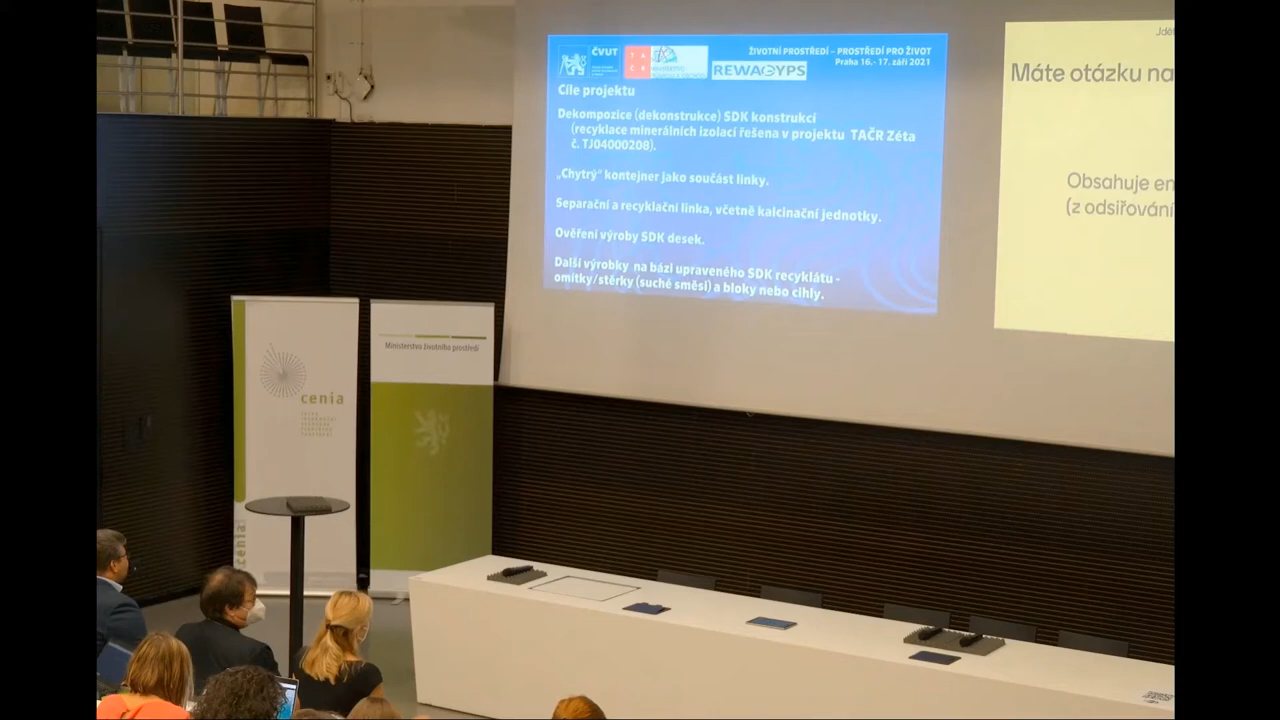 ČVUT
T A
Č R
REWAGYPS
ŽIVOTNÍ PROSTŘEDÍ – PROSTŘEDÍ PRO ŽIVOT
Praha 16.- 17. září 2021
Cíle projektu
Dekompozice (dekonstrukce) SDK konstrukcí
(recyklace minerálních izolací řešena v projektu TAČR Zéta
č. TJ04000208).
„Chytrý“ kontejner jako součást linky.
Separační a recyklační linka, včetně kalcinační jednotky.
Ověření výroby SDK desek.
Další výrobky na bázi upraveného SDK recyklátu -
omítky/stěrky (suché směsi) a bloky nebo cihly.
Máte otázku na
Obsahuje en
(z odsiřování
cenia
Ministerstvo životního prostředí
cenia